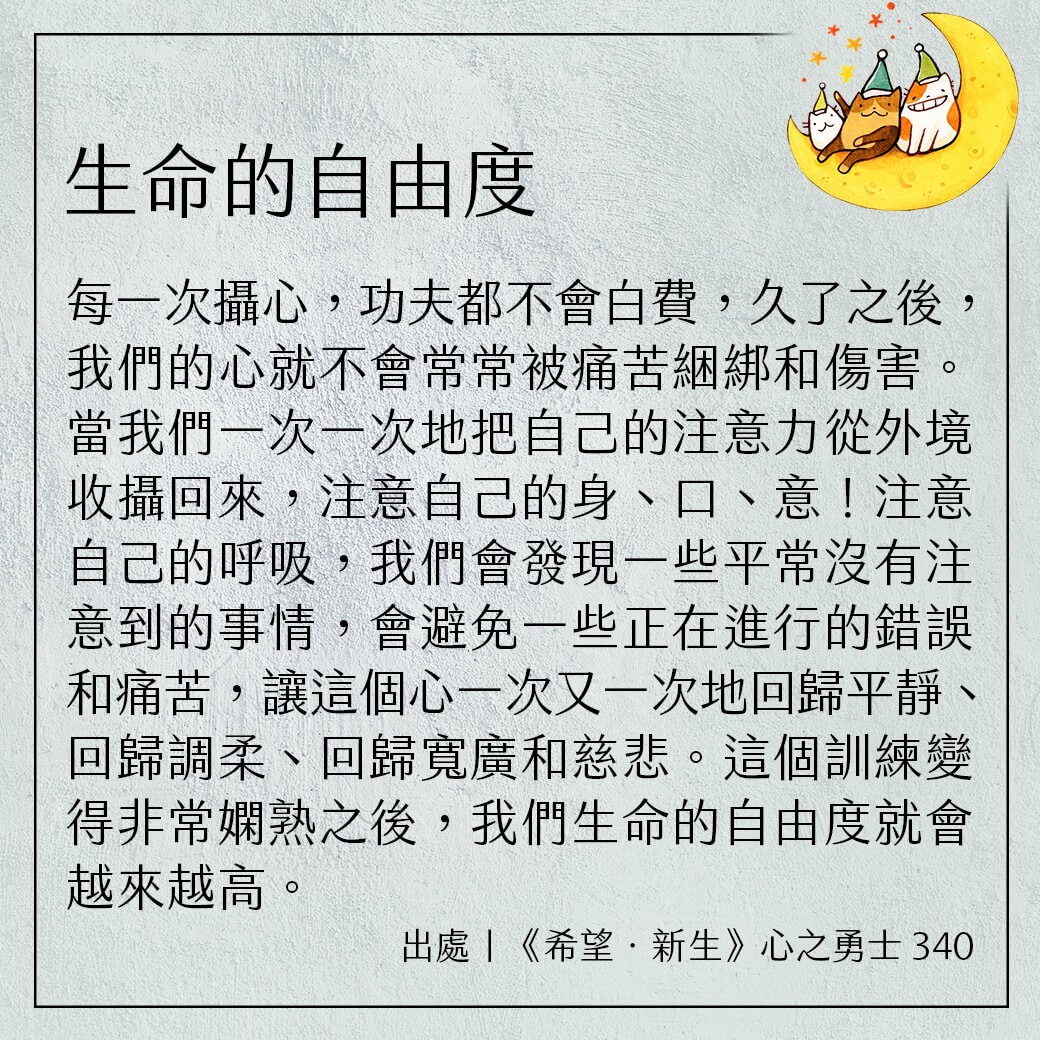 生命的自由度
每一次攝心，功夫都不會白費，久了之後，
我們的心就不會常常被痛苦綑綁和傷害。
當我們一次一次地把自己的注意力從外境
收攝回來，注意自己的身、口、意！注意
自己的呼吸，我們會發現一些平常沒有注
意到的事情，會避免一些正在進行的錯誤
和痛苦，讓這個心一次又一次地回歸平靜、
回歸調柔、回歸寬廣和慈悲。這個訓練變
得非常嫻熟之後，我們生命的自由度就會
越來越高。
出處｜《希望．新生》心之勇士 340